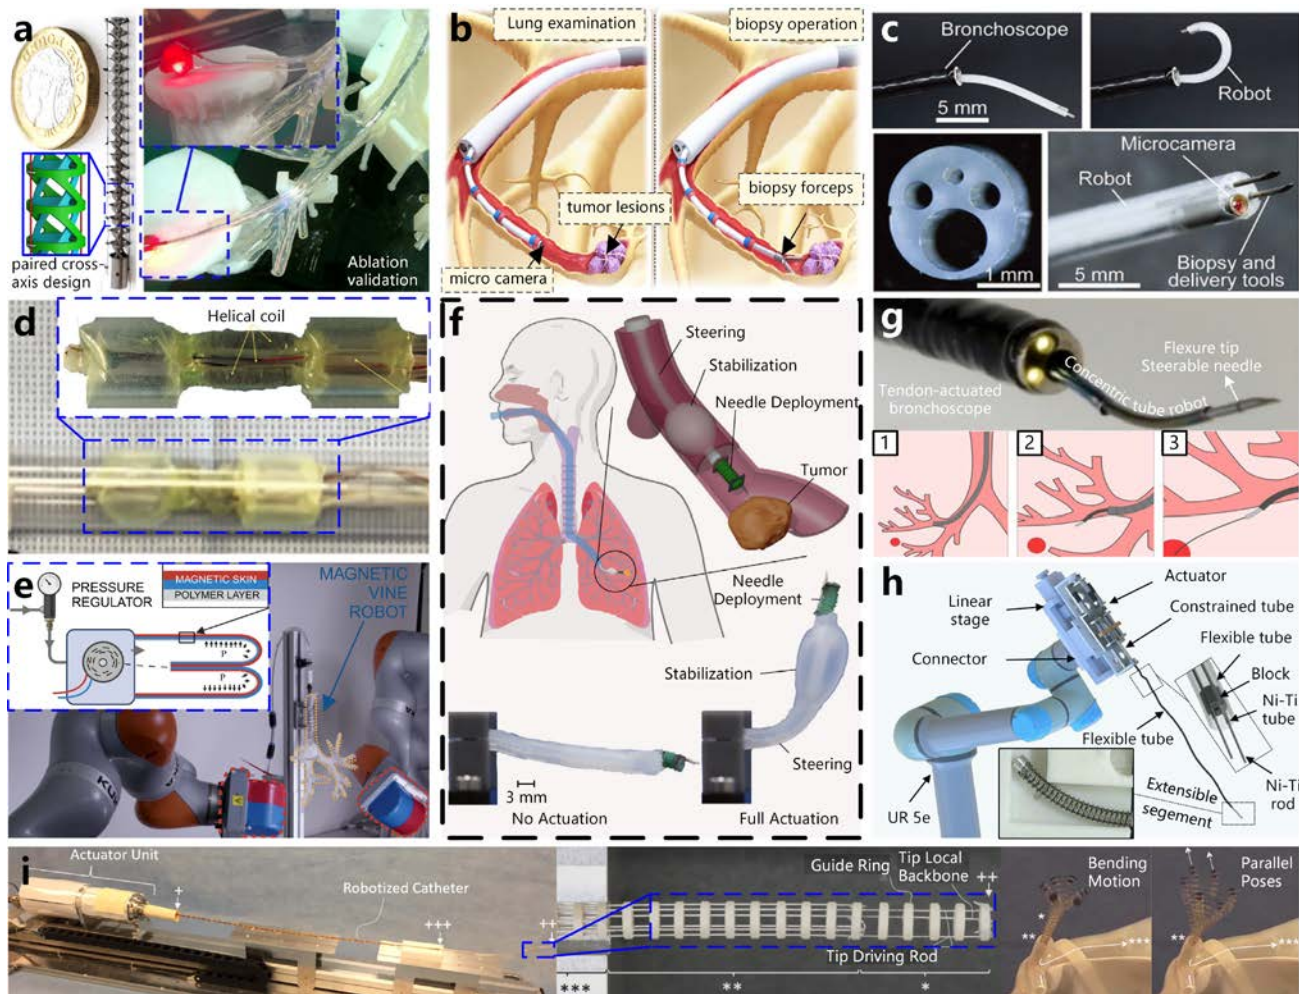 a
paired cross-
axis design
Ablation
validation
b
Lung examination
biopsy operation
biopsy forceps
tumor lesions
micro camera
c
Bronchoscope
5 mm
Robot
Microcamera
Robot
1 mm
5 mm
Biopsy and
delivery tools
d
Helical coil
e
PRESSURE
REGULATOR
MAGNETIC SKIN
POLYMER LAYER
P
P
MAGNETIC
VINE
ROBOT
f
Steering
Stabilization
Needle Deployment
Tumor
Needle
Deployment
Stabilization
Steering
3 mm
No Actuation
Full Actuation
g
Flexure tip
Steerable needle
Concentric tube robot
Tendon-actuated
bronchoscope
1
2
3
h
Actuator
Linear
stage
Constrained tube
Flexible tube
Connector
Block
Ni-Ti
tube
Flexible tube
Ni-Ti
rod
Extensible
segement
UR 5e
i
Actuator Unit
+
Robotized Catheter
+++
++
Guide Ring
Tip Local
Backbone
++
Tip Driving Rod
***
**
*
Bending
Motion
*
**
***
Parallel
Poses
*
**
***